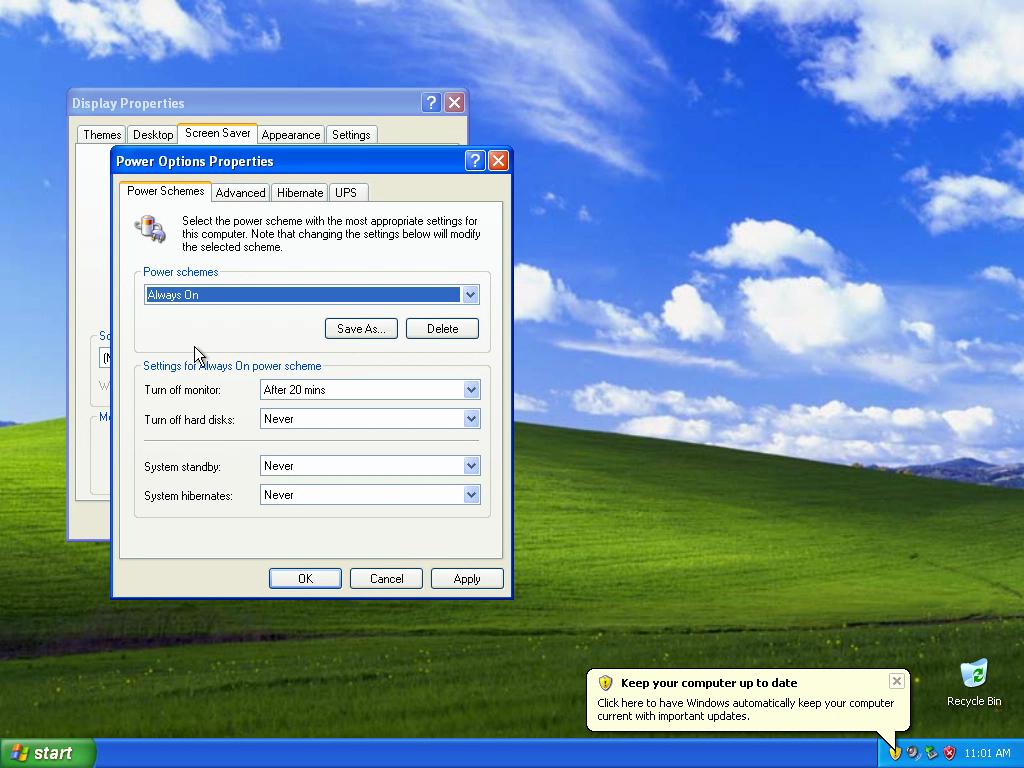 Display Properties
Themes Desktop Screen Saver Appearance Settings
Power Options Properties
Power Schemes Advanced Hibernate UPS
Select the power scheme with the most appropriate settings for
this computer. Note that changing the settings below will modify
the selected scheme.
Power schemes
Always On
Save As... Delete
Settings for Always On power scheme
Turn off monitor: After 20 mins
Turn off hard disks: Never
System standby: Never
System hibernates: Never
OK Cancel Apply
Keep your computer up to date
Click here to have Windows automatically keep your computer
current with important updates.
Recycle Bin
start
11:01 AM